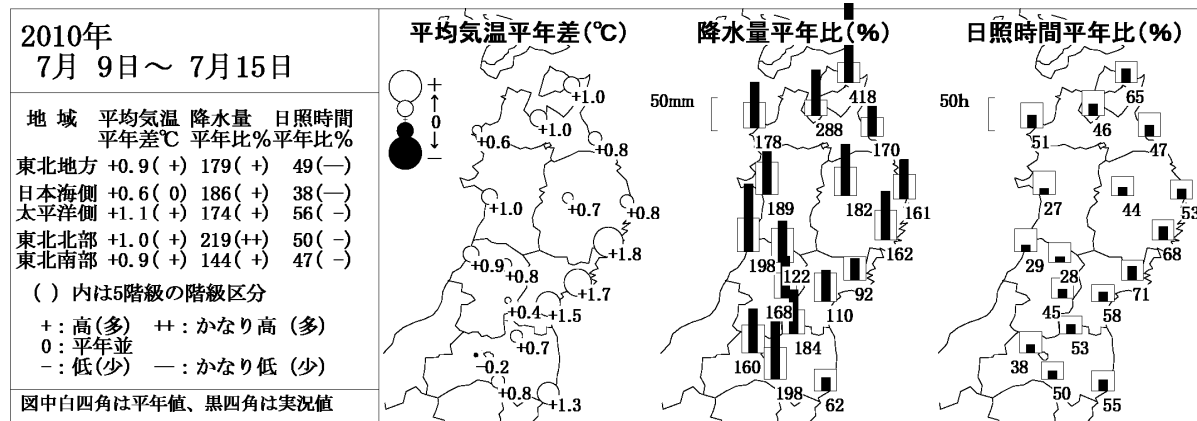 2010年
7月 9日～ 7月15日
地 域 平均気温 降水量 日照時間
平年差℃ 平年比% 平年比%
東北地方 +0.9( +) 179( +) 49(—)
日本海側 +0.6( 0) 186( +) 38(—)
太平洋側 +1.1( +) 174( +) 56( -)
東北北部 +1.0( +) 219(++) 50( -)
東北南部 +0.9( +) 144( +) 47( -)
( ) 内は5階級の階級区分
+：高(多) ++：かなり高 (多)
0：平年並
-：低(少) —：かなり低 (少)
図中白四角は平年値、黒四角は実況値
平均気温平年差(℃)
+
↑
0
↓
-
+1.0
+1.0
+0.6
+0.8
+1.0
+0.7
+0.8
+1.8
+0.9
+0.8
+1.7
+0.4
+1.5
+0.7
-0.2
+0.8
+1.3
降水量平年比(%)
50mm
418
288
178
170
189
182
161
162
198
122
92
168
110
184
160
198
62
日照時間平年比(%)
50h
65
46
51
47
27
44
53
68
29
28
71
45
58
53
38
50
55